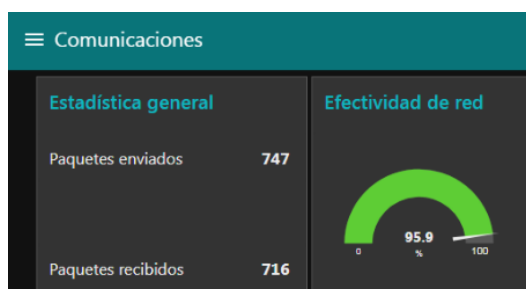 Comunicaciones
Estadística general
Paquetes enviados 747
Paquetes recibidos 716
Efectividad de red
95.9
%
0
100